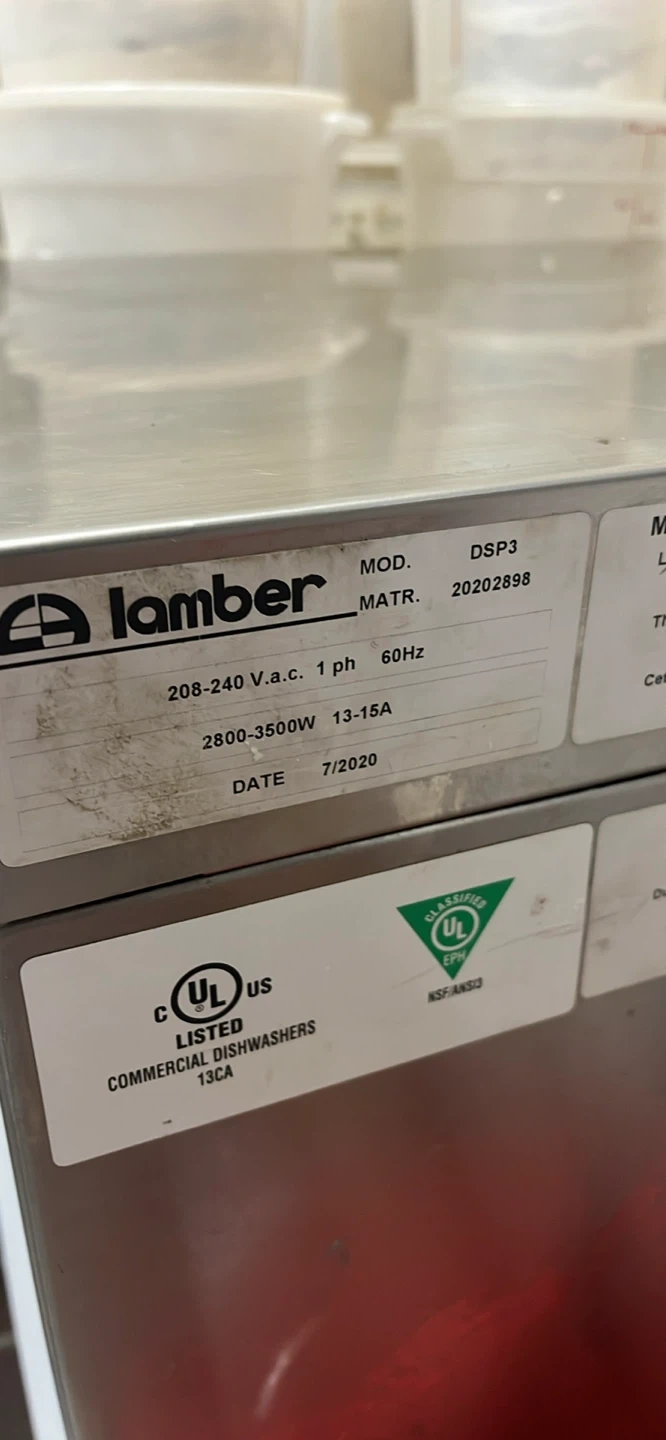 lamber
MOD. DSP3
MATR. 20202898
208-240 V.a.c. 1 ph 60Hz
2800-3500W 13-15A
DATE 7/2020
C UL US
LISTED
COMMERCIAL DISHWASHERS
13CA
CLASSIFIED
UL
EPH
NSF/ANSI3